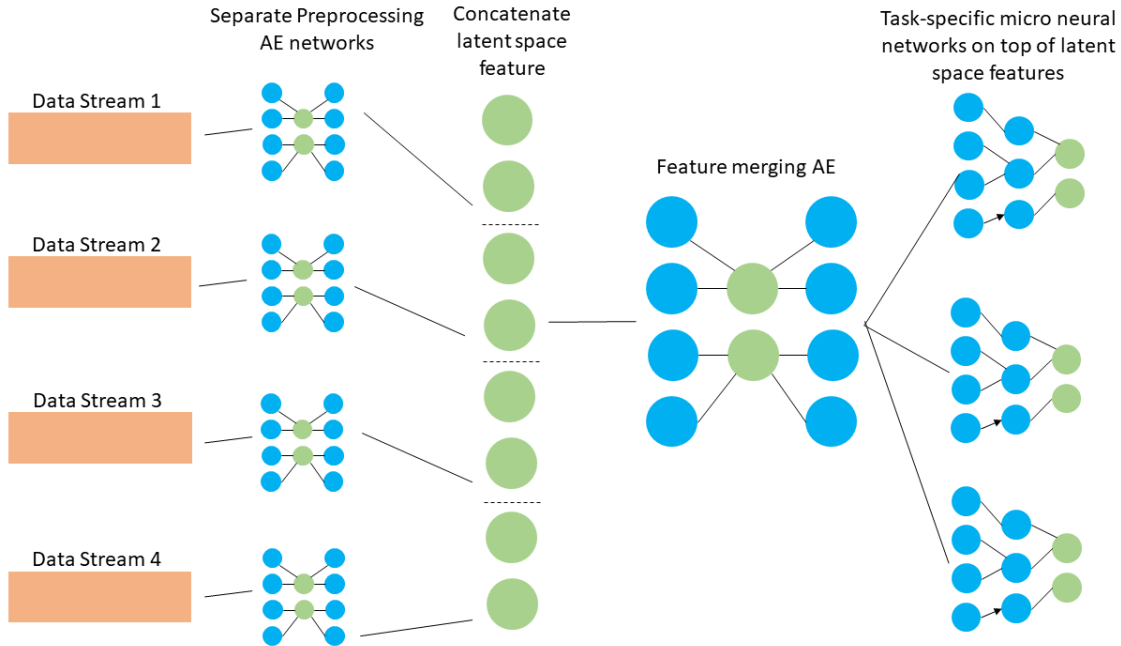 Separate Preprocessing
AE networks
Concatenate
latent space
feature
Task-specific micro neural
networks on top of latent
space features
Data Stream 1
Data Stream 2
Data Stream 3
Data Stream 4
Feature merging AE